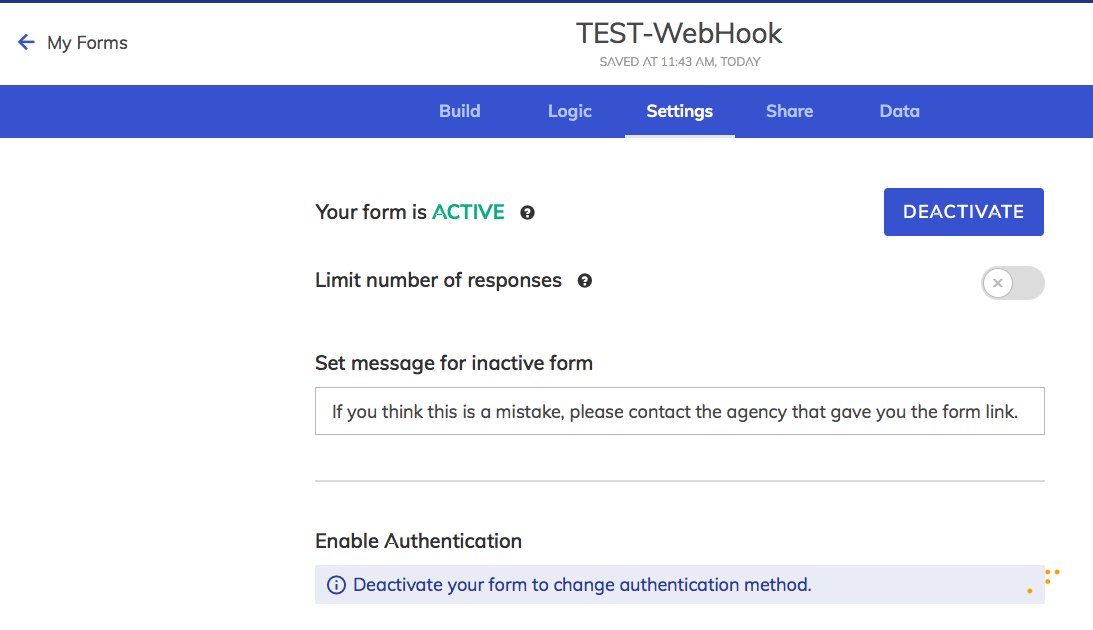 My Forms
TEST-WebHook
SAVED AT 11:43 AM, TODAY
Build
Logic
Settings
Share
Data
Your form is ACTIVE ?
DEACTIVATE
Limit number of responses ?
Set message for inactive form
If you think this is a mistake, please contact the agency that gave you the form link.
Enable Authentication
Deactivate your form to change authentication method.